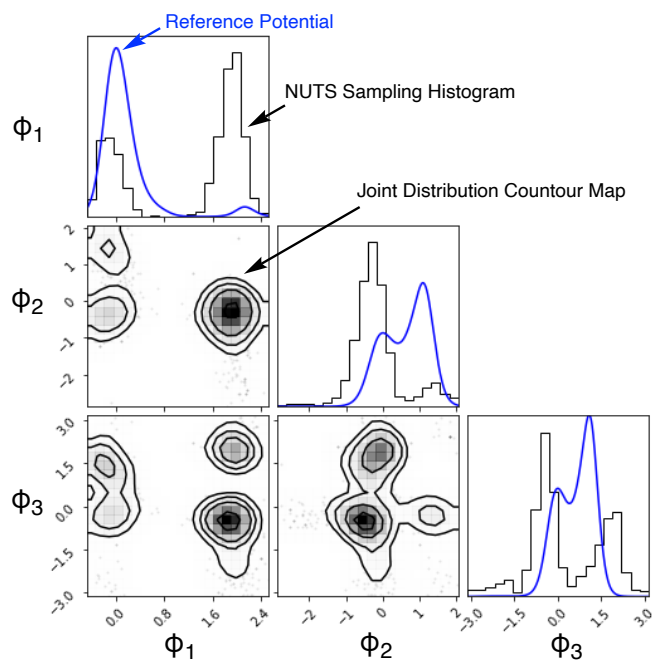 Reference Potential
NUTS Sampling Histogram
Φ1
Joint Distribution Countour Map
2
1
0
-1
-2
Φ2
3.0
1.5
0.0
-1.5
-3.0
Φ3
0.0
0.8
1.6
2.4
-2
-1
0
1
2
-3.0
-1.5
0.0
1.5
3.0
Φ1
Φ2
Φ3